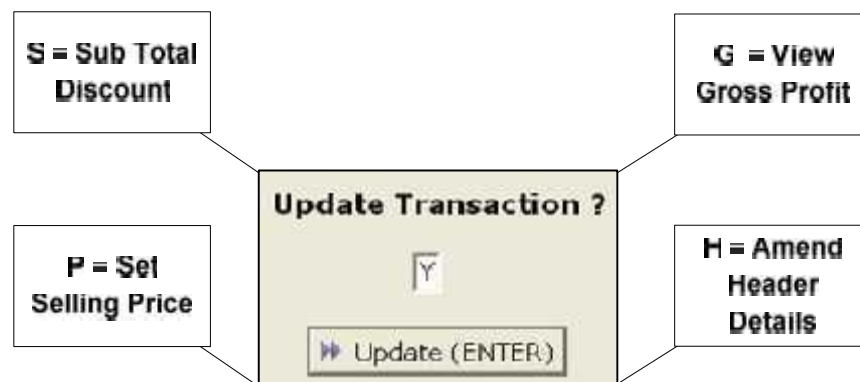 S = Sub Total
Discount
G = View
Gross Profit
Update Transaction ?
P = Set
Selling Price
Y
H = Amend
Header
Details
Update (ENTER)